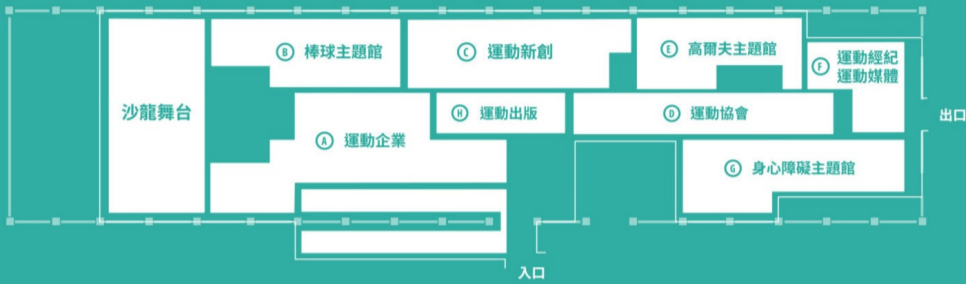 沙龍舞台
B 棒球主題館
C 運動新創
E 高爾夫主題館
F 運動經紀
運動媒體
A 運動企業
H 運動出版
D 運動協會
G 身心障礙主題館
出口
入口